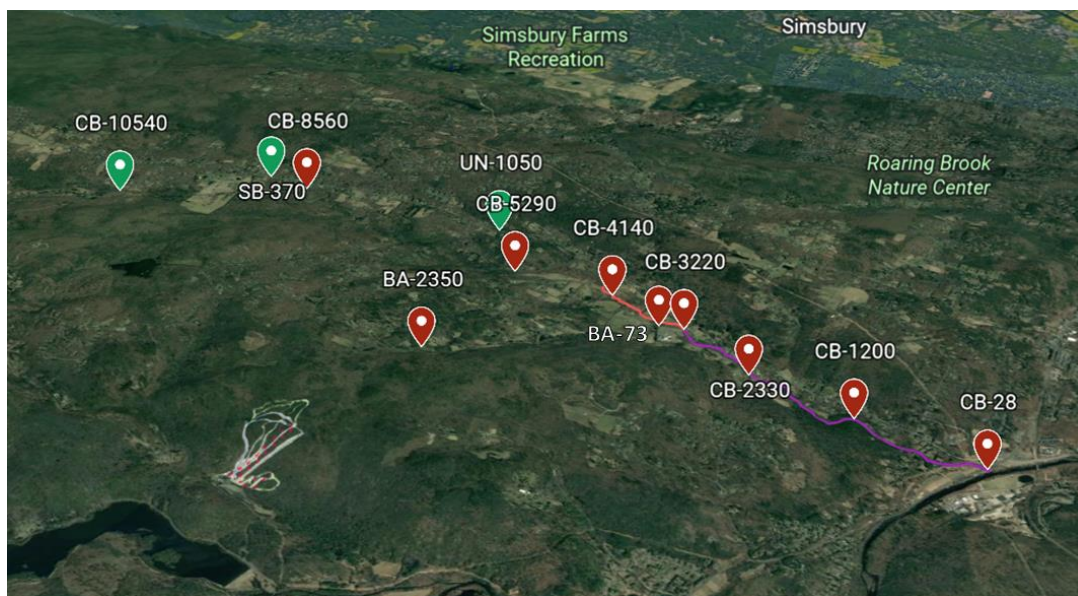 Simsbury
Simsbury Farms
Recreation
CB-10540
CB-8560
SB-370
UN-1050
CB-5290
Roaring Brook
Nature Center
CB-4140
CB-3220
BA-2350
BA-73
CB-2330
CB-1200
CB-28